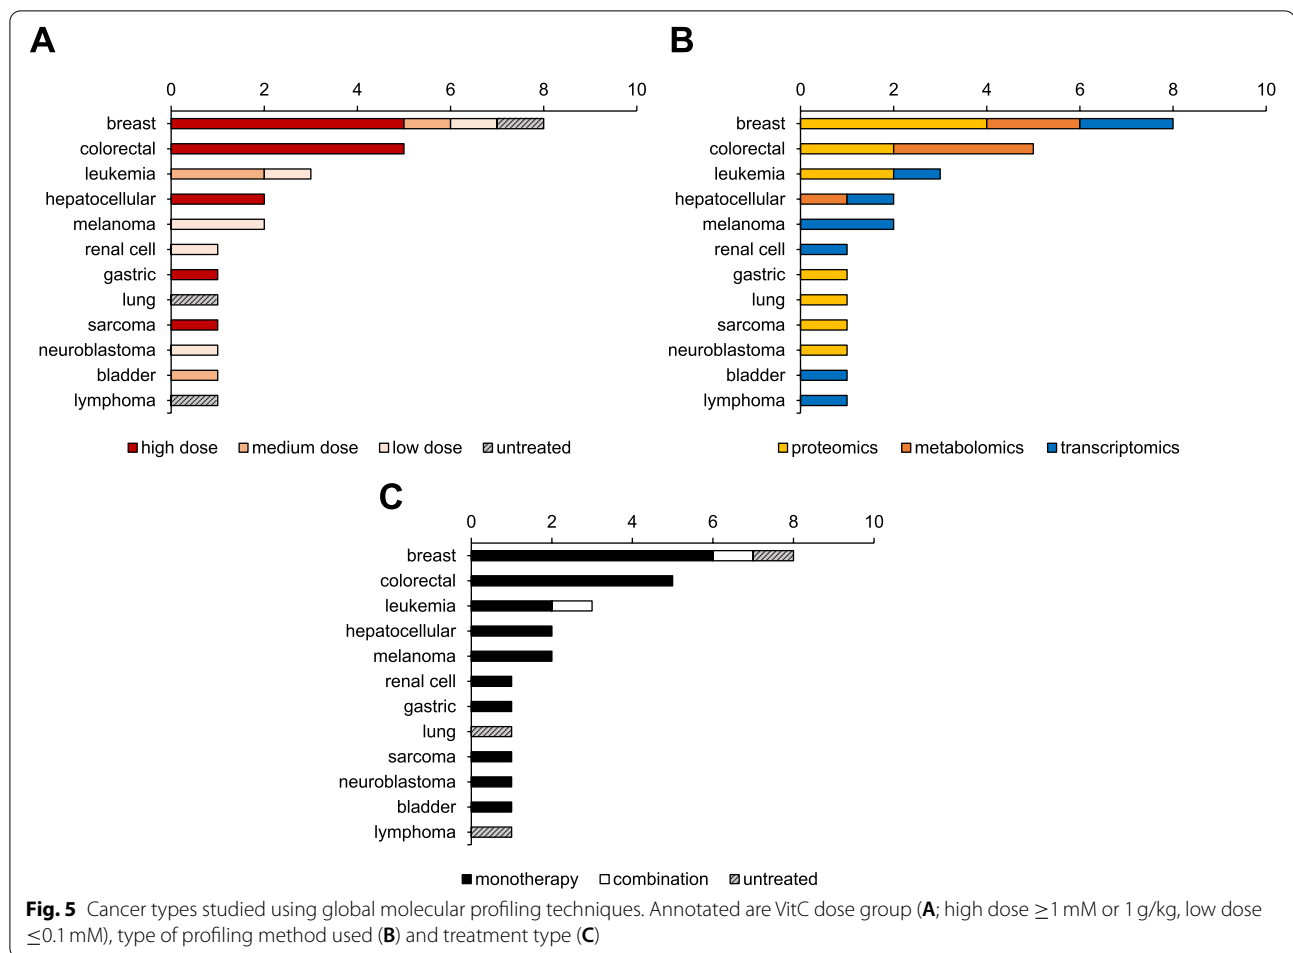 A
0 2 4 6 8 10
breast
colorectal
leukemia
hepatocellular
melanoma
renal cell
gastric
lung
sarcoma
neuroblastoma
bladder
lymphoma
high dose medium dose low dose untreated
B
0 2 4 6 8 10
breast
colorectal
leukemia
hepatocellular
melanoma
renal cell
gastric
lung
sarcoma
neuroblastoma
bladder
lymphoma
proteomics metabolomics transcriptomics
C
0 2 4 6 8 10
breast
colorectal
leukemia
hepatocellular
melanoma
renal cell
gastric
lung
sarcoma
neuroblastoma
bladder
lymphoma
monotherapy combination untreated
Fig. 5 Cancer types studied using global molecular profiling techniques. Annotated are VitC dose group (A; high dose ≥1 mM or 1 g/kg, low dose
≤0.1 mM), type of profiling method used (B) and treatment type (C)